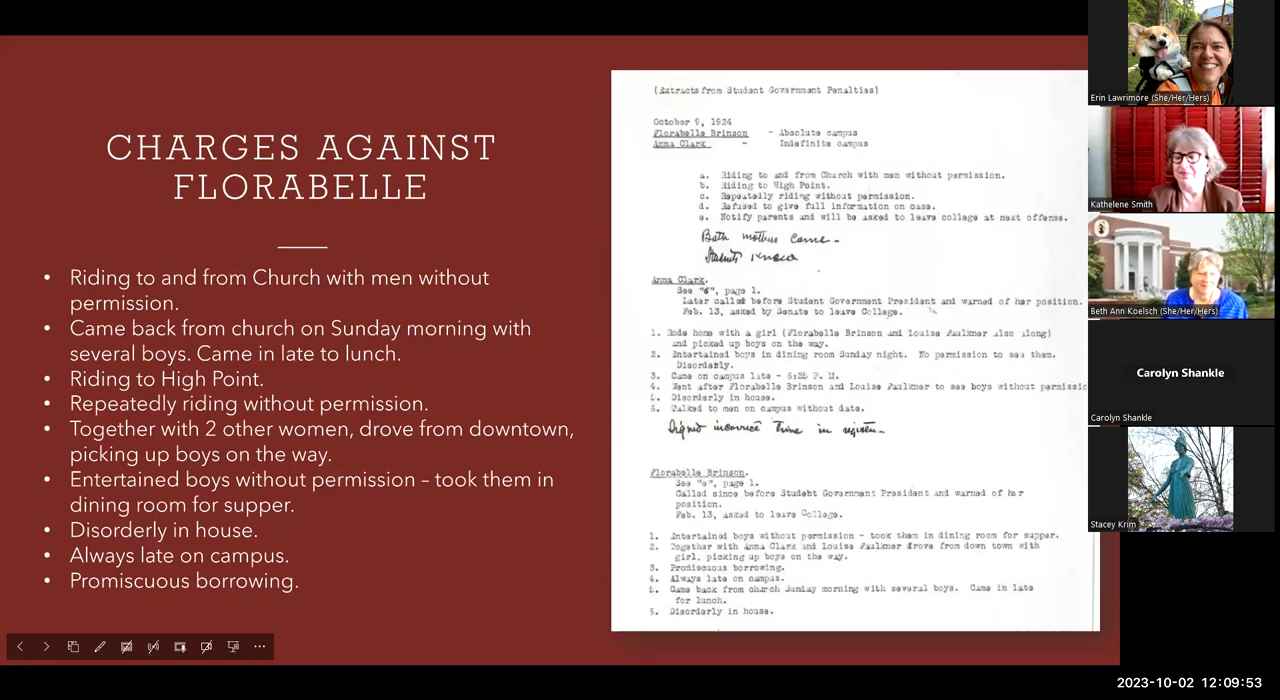 CHARGES AGAINST
FLORABELLE
• Riding to and from Church with men without
permission.
• Came back from church on Sunday morning with
several boys. Came in late to lunch.
• Riding to High Point.
• Repeatedly riding without permission.
• Together with 2 other women, drove from downtown,
picking up boys on the way.
• Entertained boys without permission – took them in
dining room for supper.
• Disorderly in house.
• Always late on campus.
• Promiscuous borrowing.
(Extracts from Student Government Penalties)
October 9, 1924
Florabelle Brinson - Absolute campus
Anna Clark - Indefinite campus
a. Riding to and from Church with men without permission.
b. Riding to High Point.
c. Repeatedly riding without permission.
d. Refused to give full information on case.
e. Notify parents and will be asked to leave college at next offense.
Both mothers came -
Know
Anna Clark.
See "e", page 1.
Later called before Student Government President and warned of her position.
Feb. 13, asked by Senate to leave College.
1. Rode home with a girl (Florabelle Brinson and Louise Faulkner also along)
and picked up boys on the way.
2. Entertained boys in dining room Sunday night. No permission to see them.
Disorderly.
3. Came on campus late - 6:25 P. M.
4. Went after Florabelle Brinson and Louise Faulkner to see boys without permissio
5. Disorderly in house.
6. Talked to men on campus without date.
Signed incorrect time in register-
Florabelle Brinson.
See "e", page 1.
Called since before Student Government President and warned of her
position.
Feb. 13, asked to leave College.
1. Entertained boys without permission - took them in dining room for supper.
2. Together with Anna Clark and Louise Faulkner drove from down town with
girl, picking up boys on the way.
3. Promiscuous borrowing.
4. Always late on campus.
5. Came back from church Sunday morning with several boys. Came in late
for lunch.
6. Disorderly in house.
Erin Lawrimore (She/Her/Hers)
Kathelene Smith
Beth Ann Koelsch (She/Her/Hers)
Carolyn Shankle
Carolyn Shankle
Stacey Krim
2023-10-02 12:09:53